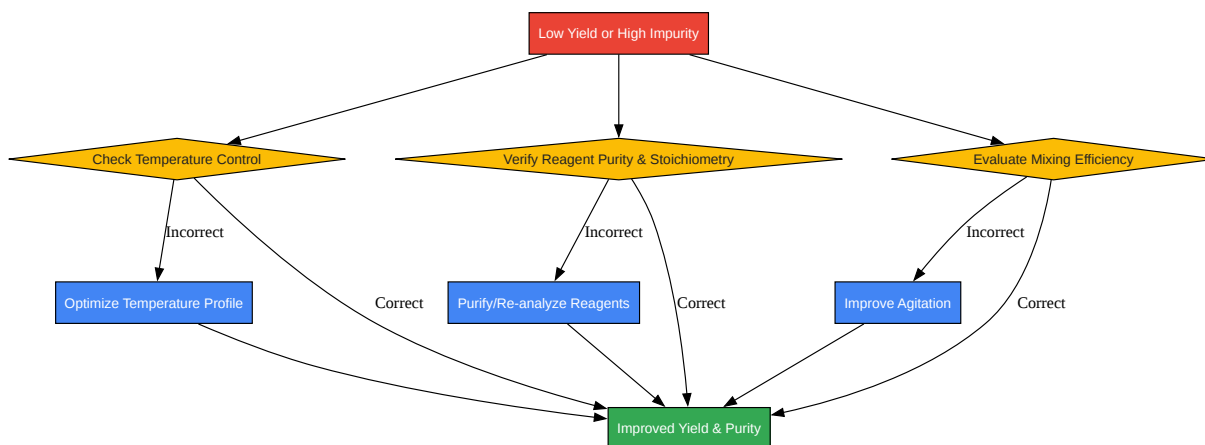 Low Yield or High Impurity
Check Temperature Control
Verify Reagent Purity & Stoichiometry
Evaluate Mixing Efficiency
Incorrect
Incorrect
Incorrect
Optimize Temperature Profile
Correct
Purify/Re-analyze Reagents
Correct
Improve Agitation
Correct
Improved Yield & Purity